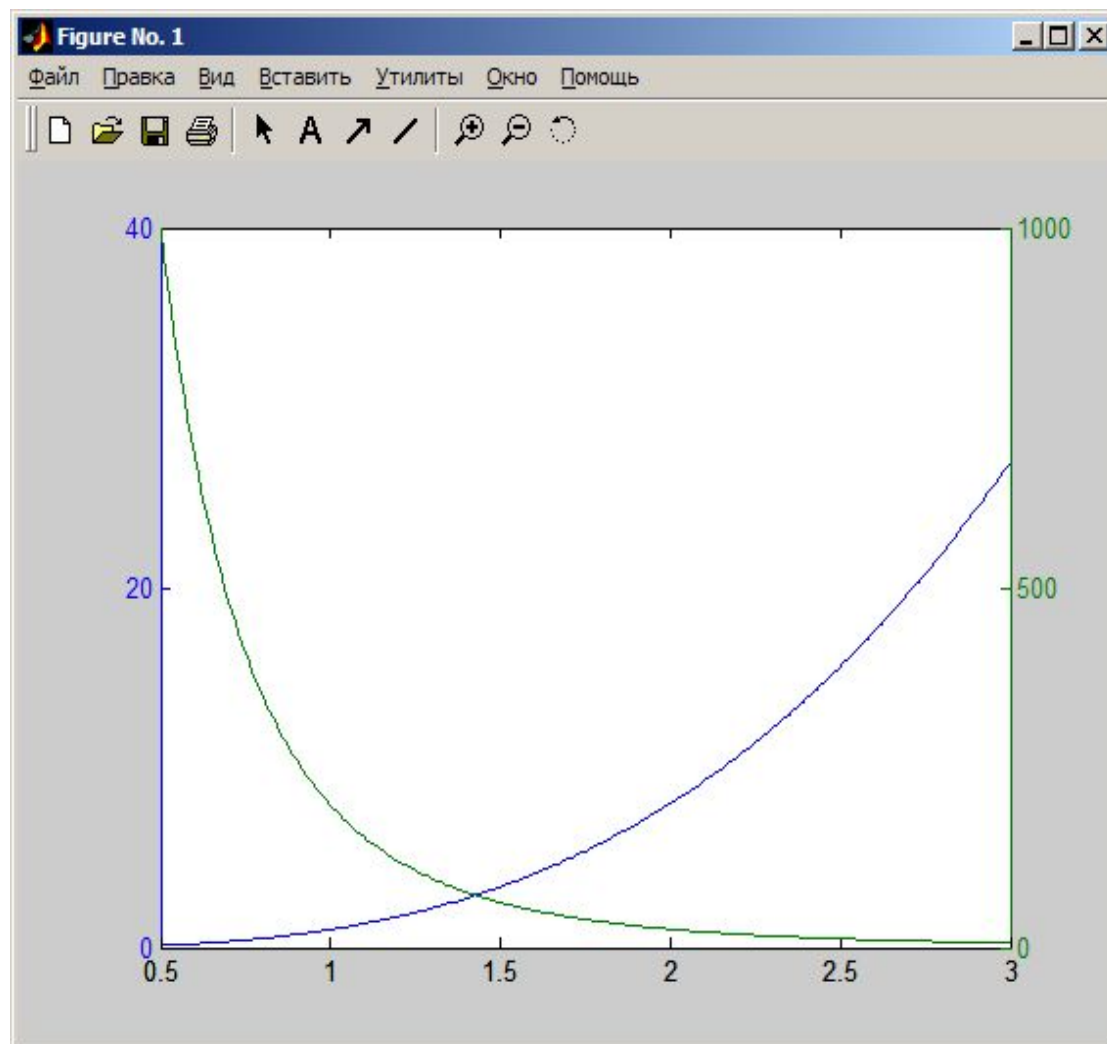 Figure No. 1
Файл Правка Вид Вставить Утилиты Окно Помощь
A
40 1000
20 500
0 0
0.5 1 1.5 2 2.5 3